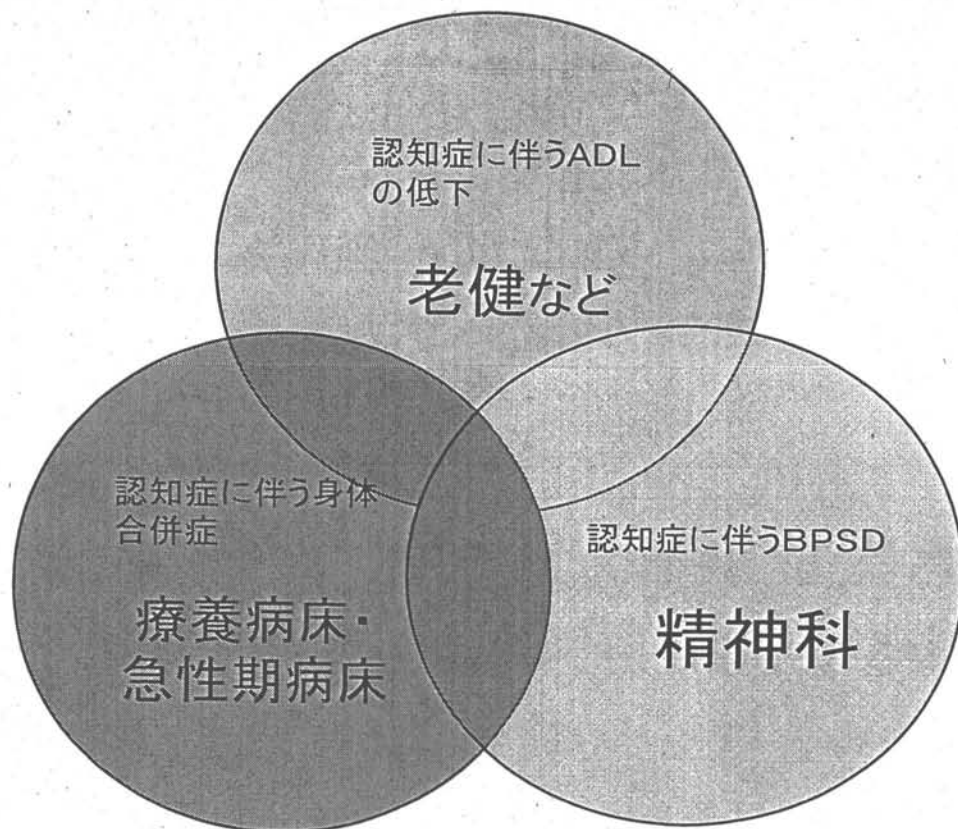 認知症に伴うADL
の低下
老健など
認知症に伴う身体
合併症
療養病床・
急性期病床
認知症に伴うBPSD
精神科